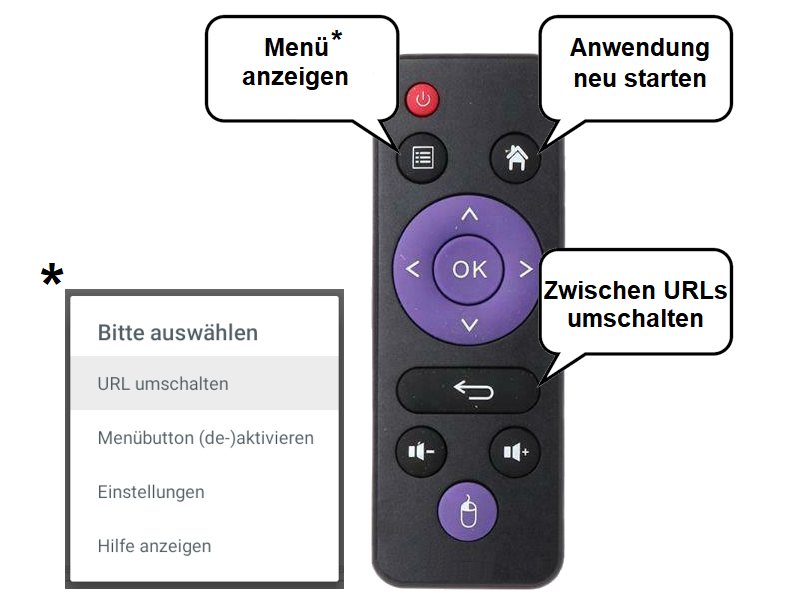 Menü*
anzeigen
Anwendung
neu starten
OK
Zwischen URLs
umschalten
*
Bitte auswählen
URL umschalten
Menübutton (de-)aktivieren
Einstellungen
Hilfe anzeigen